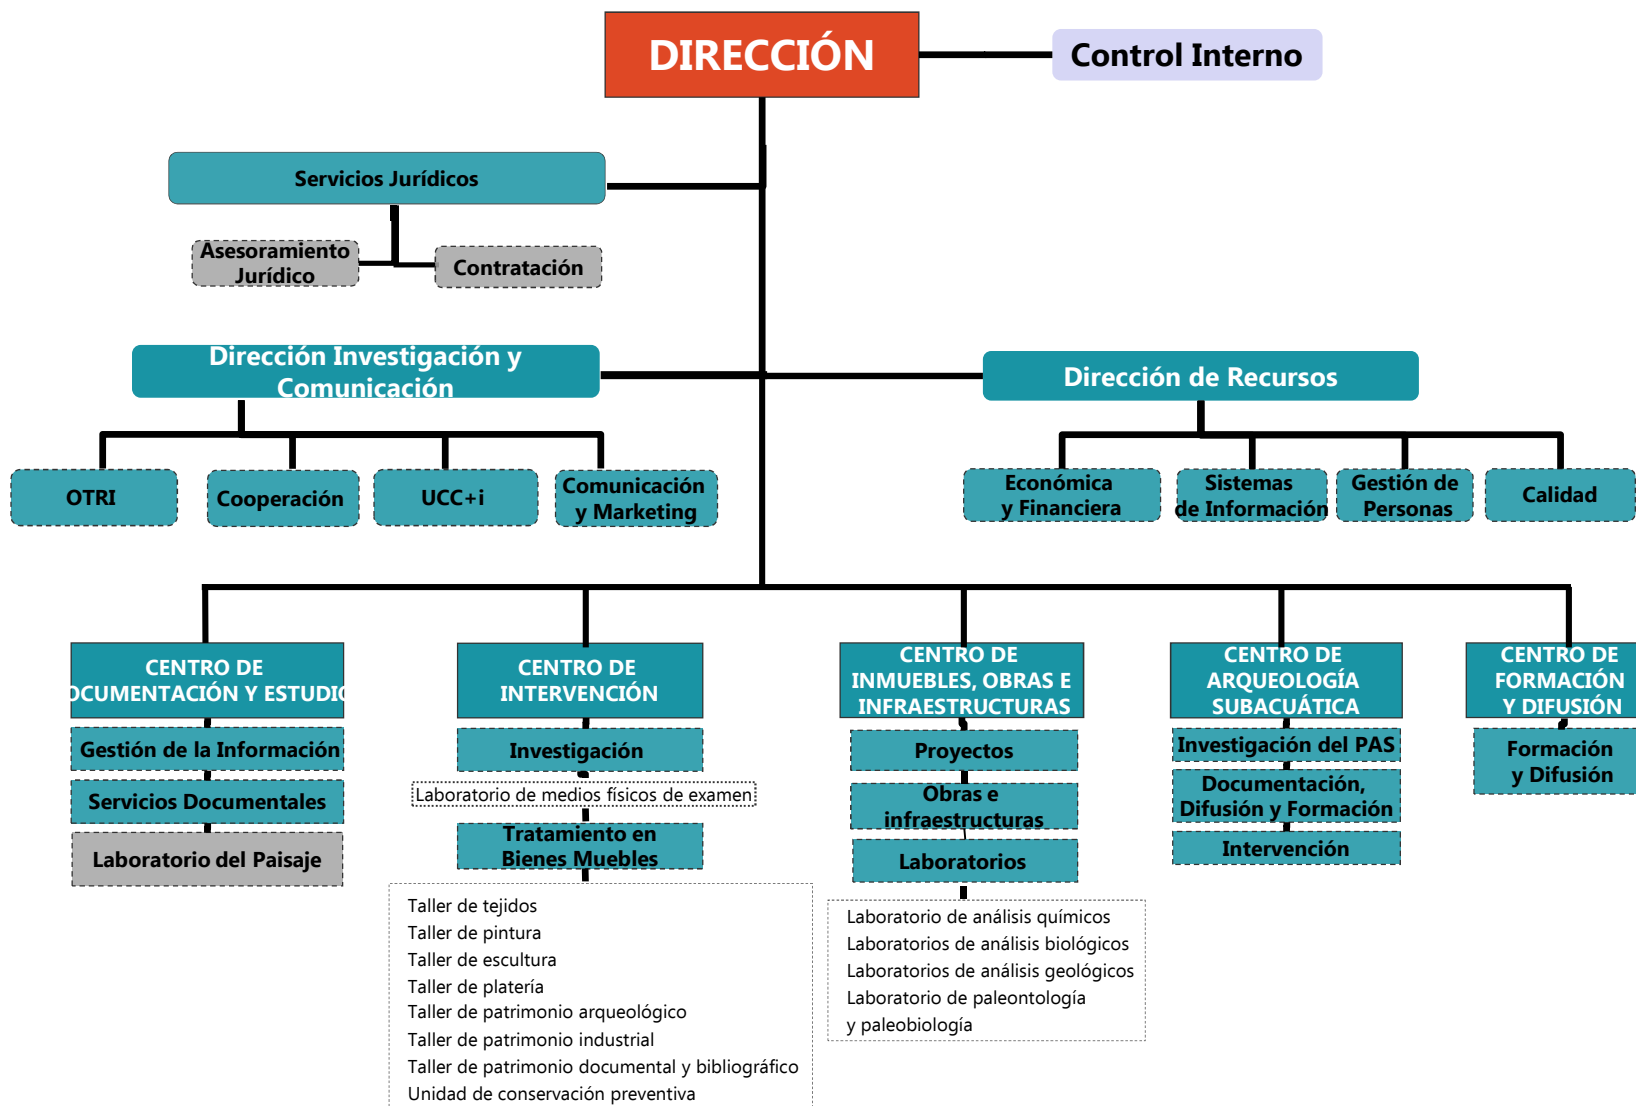 DIRECCIÓN
Control Interno
Servicios Jurídicos
Asesoramiento
Jurídico
Contratación
Dirección Investigación y
Comunicación
Dirección de Recursos
OTRI
Cooperación
UCC+i
Comunicación
y Marketing
Económica
y Financiera
Sistemas
de Información
Gestión de
Personas
Calidad
CENTRO DE
OCUMENTACIÓN Y ESTUDIO
Gestión de la Información
Servicios Documentales
Laboratorio del Paisaje
CENTRO DE
INTERVENCIÓN
Investigación
Laboratorio de medios físicos de examen
Tratamiento en
Bienes Muebles
Taller de tejidos
Taller de pintura
Taller de escultura
Taller de platería
Taller de patrimonio arqueológico
Taller de patrimonio industrial
Taller de patrimonio documental y bibliográfico
Unidad de conservación preventiva
CENTRO DE
INMUEBLES, OBRAS E
INFRAESTRUCTURAS
Proyectos
Obras e
infraestructuras
Laboratorios
Laboratorio de análisis químicos
Laboratorios de análisis biológicos
Laboratorios de análisis geológicos
Laboratorio de paleontología
y paleobiología
CENTRO DE
ARQUEOLOGÍA
SUBACUÁTICA
Investigación del PAS
Documentación,
Difusión y Formación
Intervención
CENTRO DE
FORMACIÓN
Y DIFUSIÓN
Formación
y Difusión